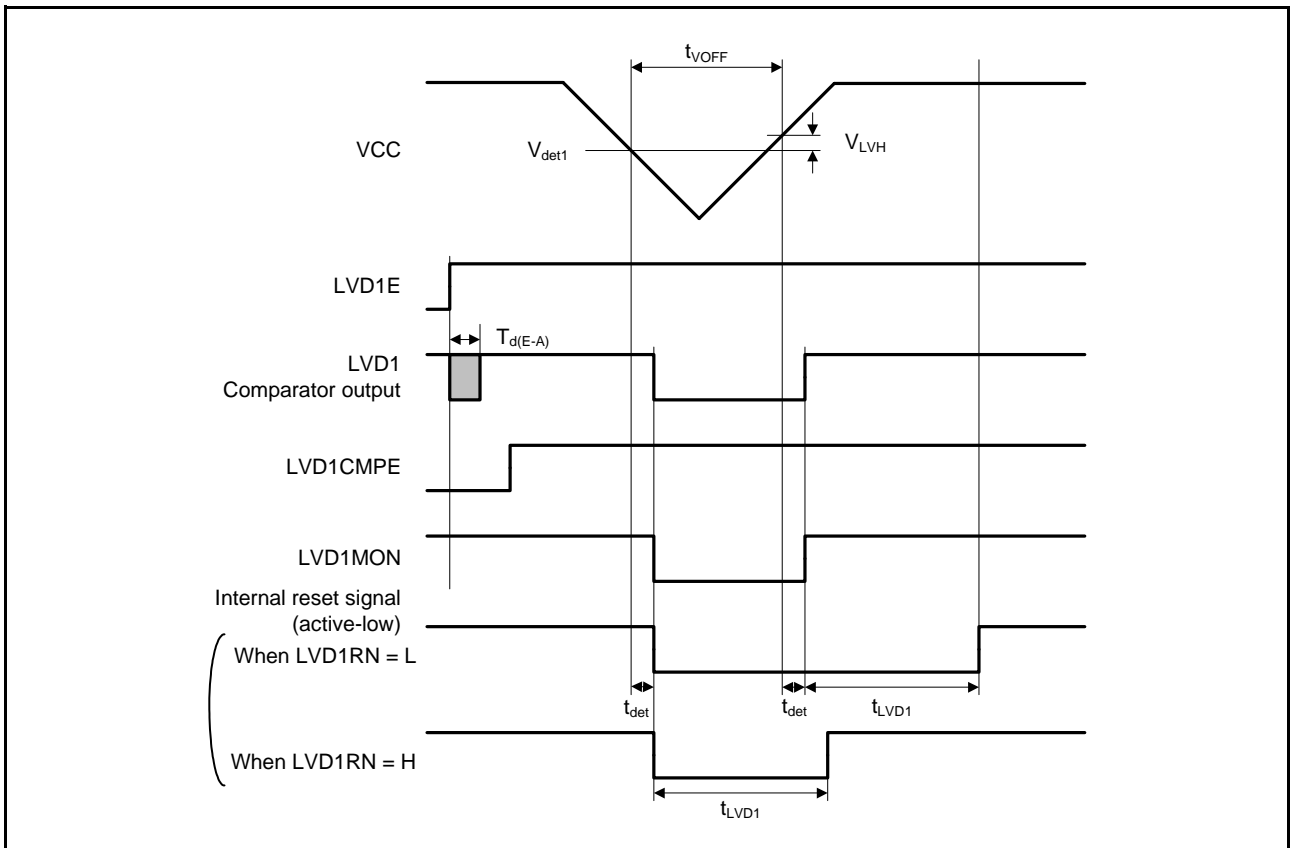 tVOFF
VCC
Vdet1
VLVH
LVD1E
Td(E-A)
LVD1
Comparator output
LVD1CMPE
LVD1MON
Internal reset signal
(active-low)
When LVD1RN = L
tdet
tdet
tLVD1
When LVD1RN = H
tLVD1